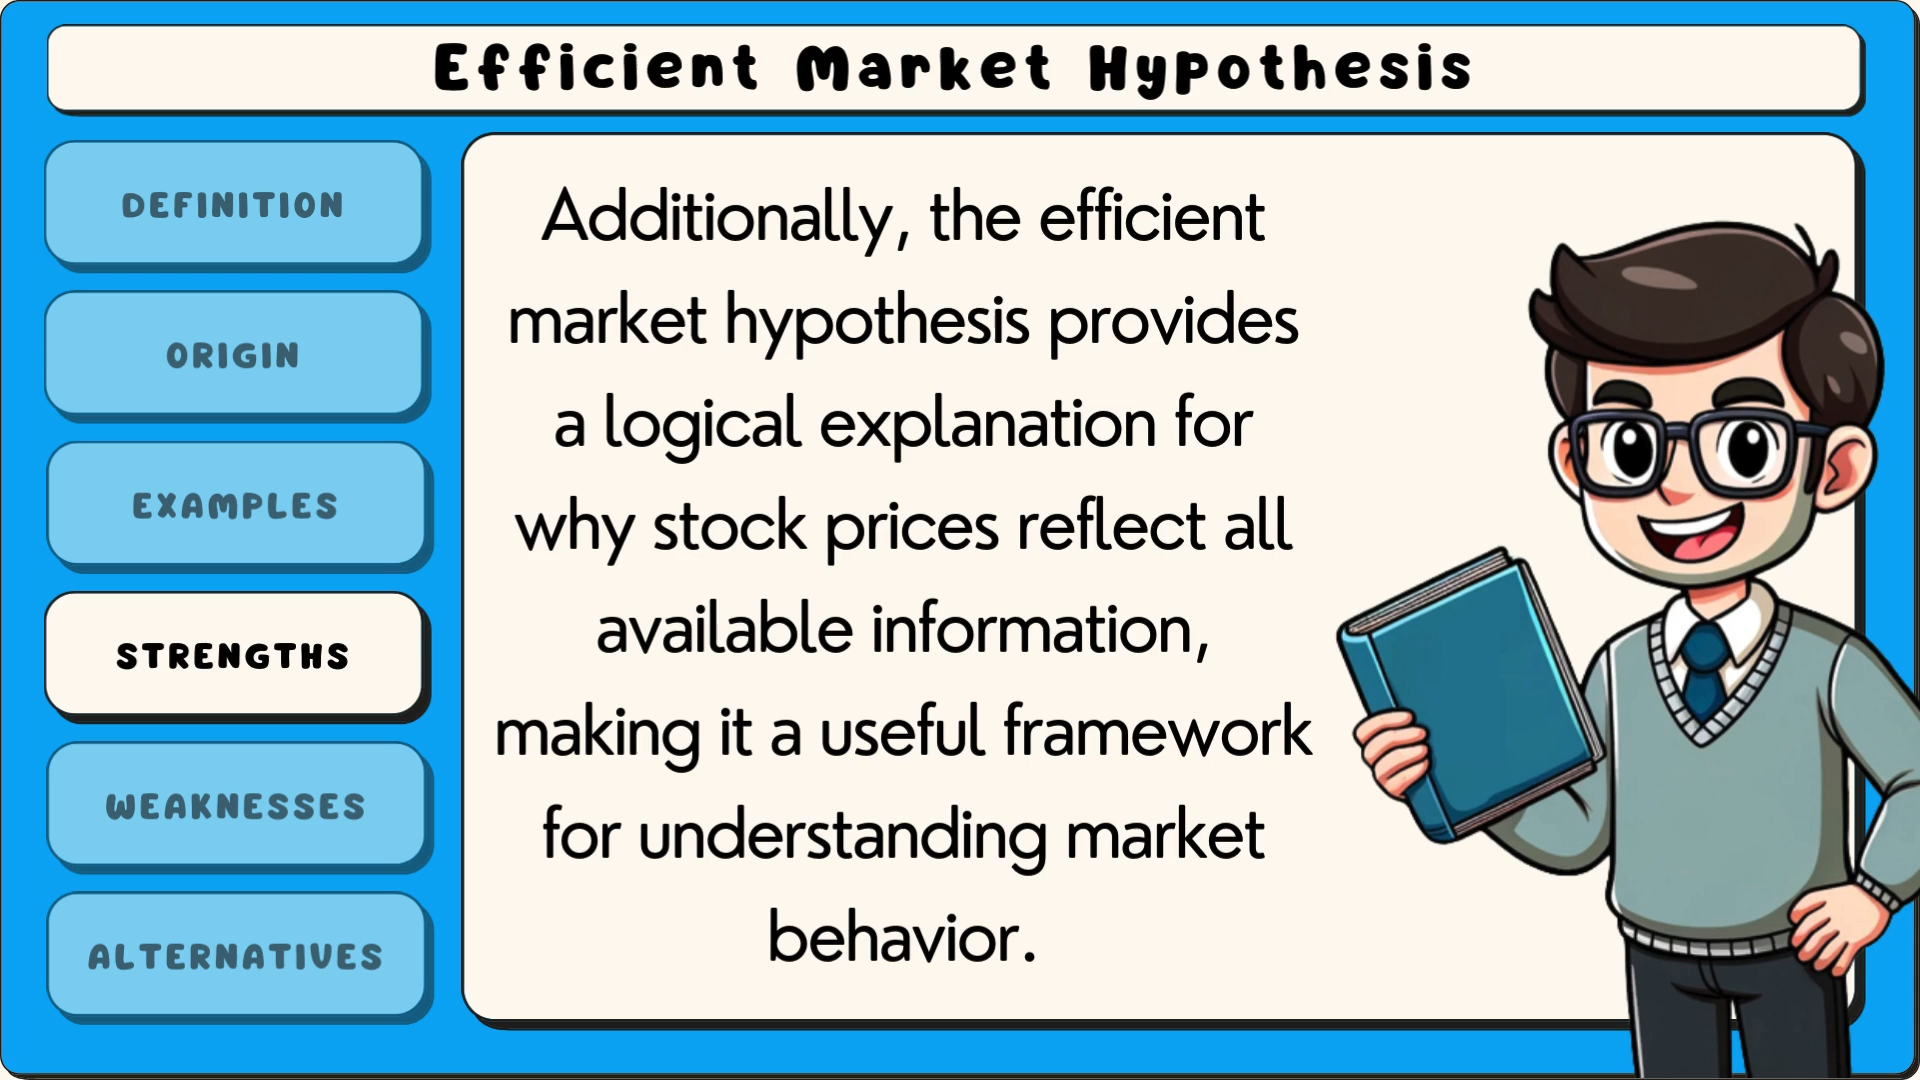 Efficient Market Hypothesis
DEFINITION
ORIGIN
EXAMPLES
STRENGTHS
WEAKNESSES
ALTERNATIVES
Additionally, the efficient
market hypothesis provides
a logical explanation for
why stock prices reflect all
available information,
making it a useful framework
for understanding market
behavior.